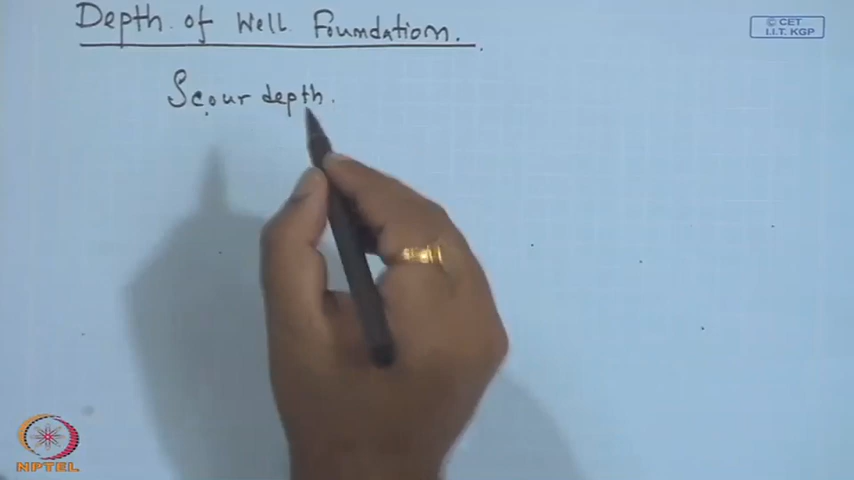 Depth of Well Foundation.
© CET
I.I.T. KGP
Scour depth.
NPTEL